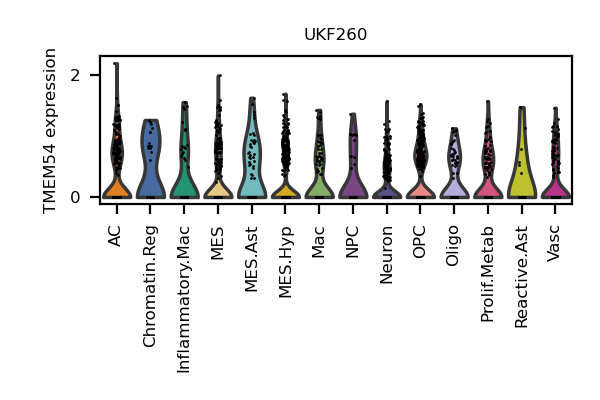 UKF260
TMEM54 expression
2
0
AC
Chromatin.Reg
Inflammatory.Mac
MES
MES.Ast
MES.Hyp
Mac
NPC
Neuron
OPC
Oligo
Prolif.Metab
Reactive.Ast
Vasc